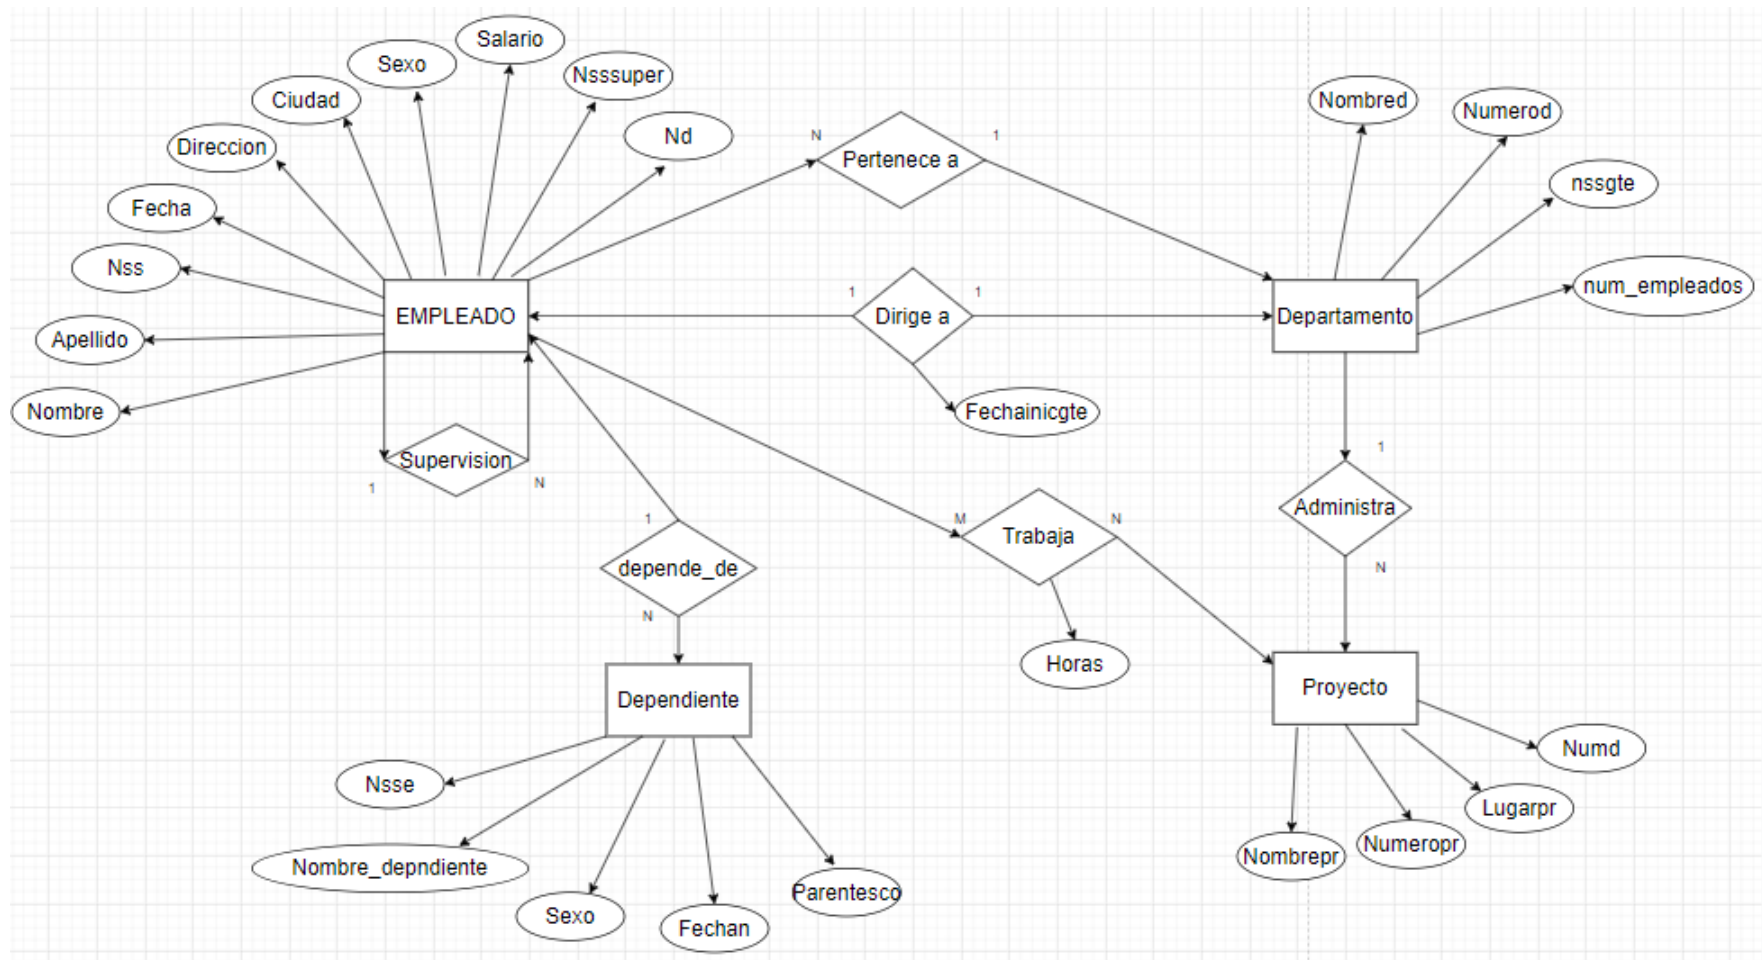 Salario
Sexo
Nsssuper
Ciudad
Nd
Direccion
Fecha
Nss
Apellido
Nombre
EMPLEADO
N
Pertenece a
1
1
Dirige a
1
Fechainicgte
Nombred
Numerod
nssgte
num_empleados
Departamento
Supervision
1
N
1
depende_de
N
M
Trabaja
N
Horas
1
Administra
N
Dependiente
Nsse
Nombre_depndiente
Sexo
Fechan
Parentesco
Proyecto
Numd
Lugarpr
Numeropr
Nombrepr